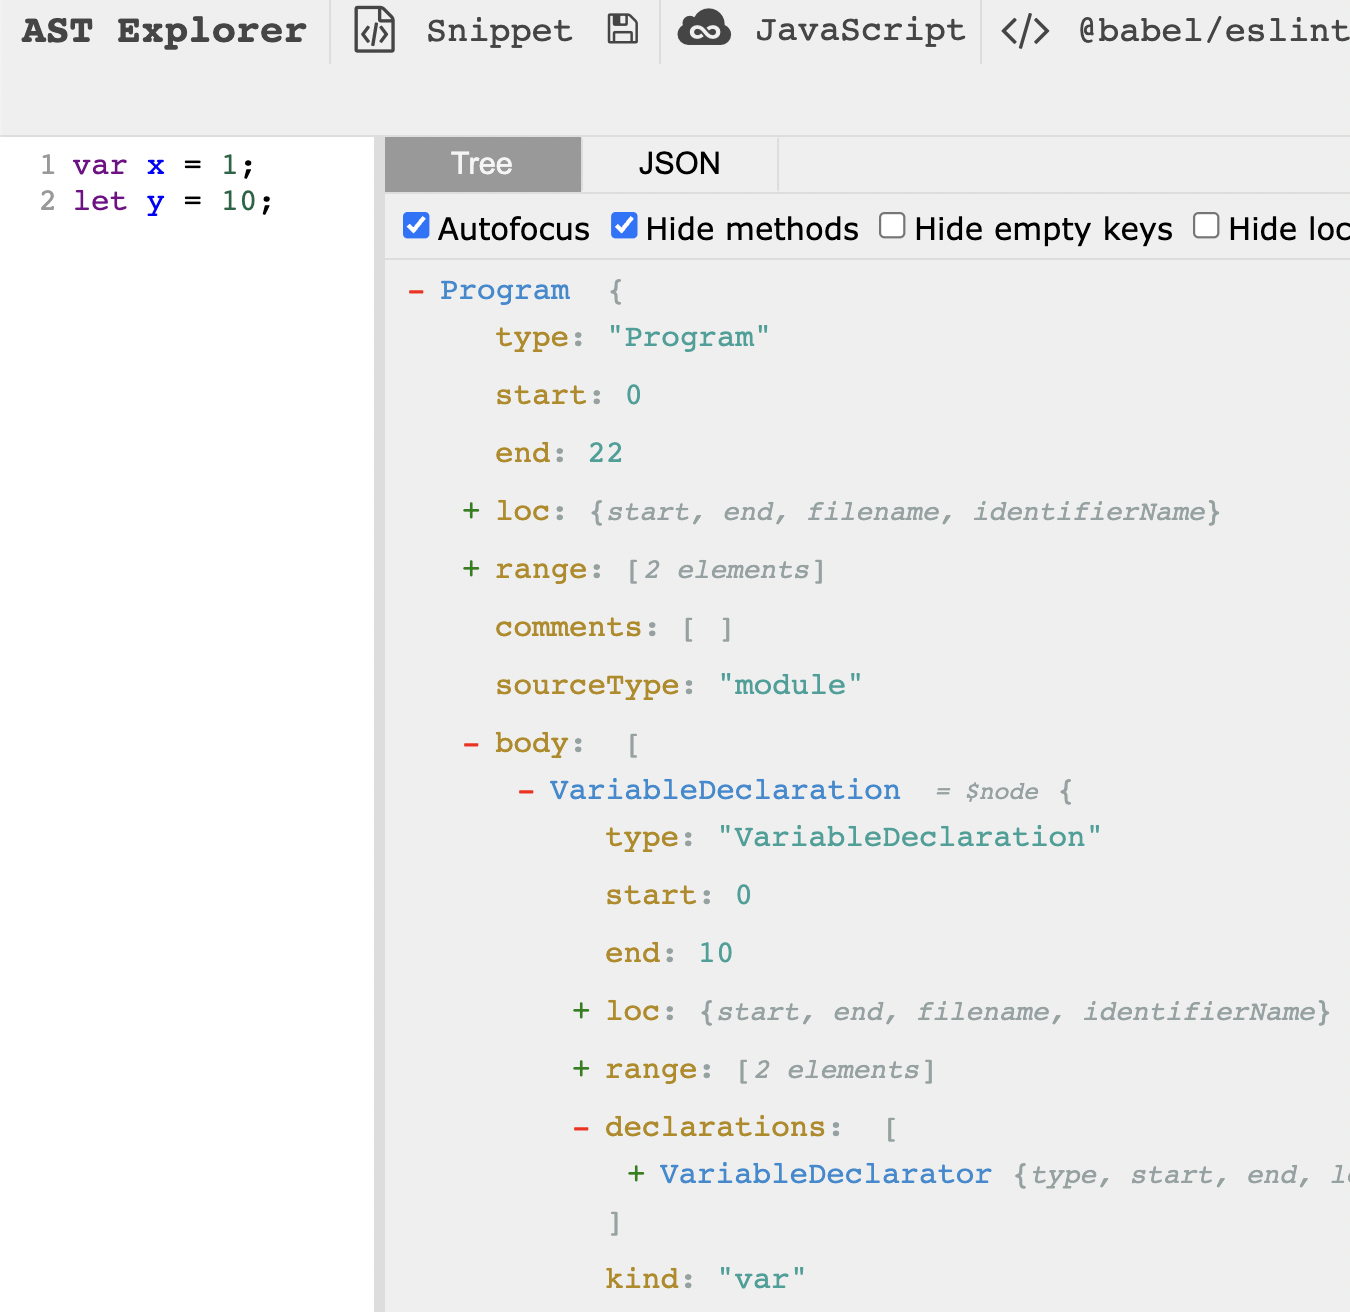 AST Explorer Snippet JavaScript </> @babel/eslint
1 var x = 1;
2 let y = 10;
Tree JSON
Autofocus Hide methods Hide empty keys Hide loc
- Program {
type: "Program"
start: 0
end: 22
+ loc: {start, end, filename, identifierName}
+ range: [2 elements]
comments: [ ]
sourceType: "module"
- body: [
- VariableDeclaration = $node {
type: "VariableDeclaration"
start: 0
end: 10
+ loc: {start, end, filename, identifierName}
+ range: [2 elements]
- declarations: [
+ VariableDeclarator {type, start, end, lo
]
kind: "var"